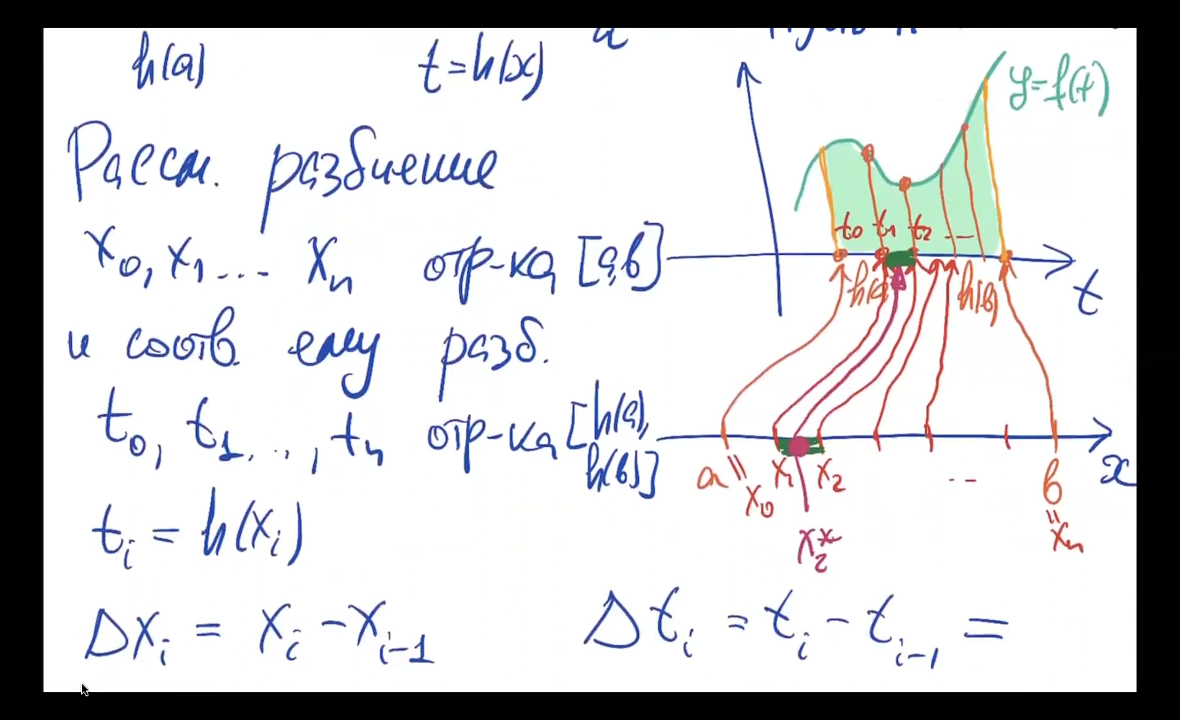 h(a) t=h(x)
y=f(t)
Рассм. разбиение
x₀, x₁ ... xₙ отр-ка [a,в]
t₀ t₁ t₂ ...
h(a) h(в) t
и соотв. ему разб.
t₀, t₁, .., tₙ отр-ка [h(a), h(в)]
a = x₀ x₁ x₂ .. в = xₙ x
x₂*
tᵢ = h(xᵢ)
Δxᵢ = xᵢ - xᵢ₋₁ Δtᵢ = tᵢ - tᵢ₋₁ =